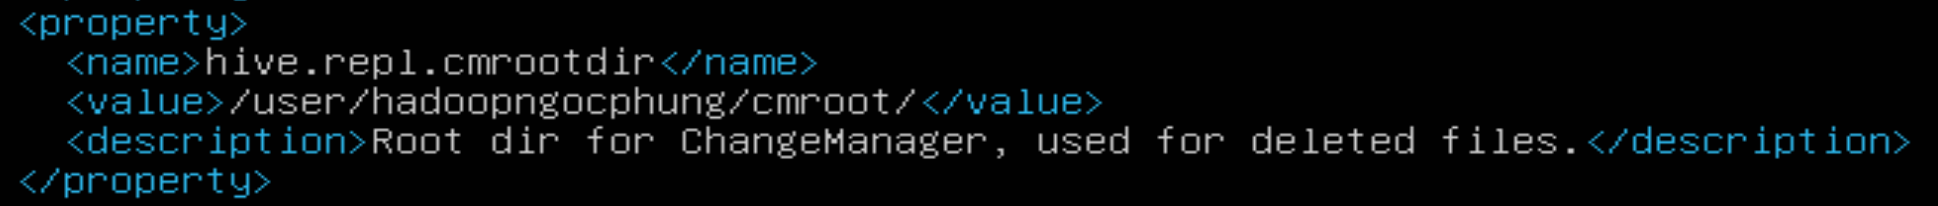 <property>
<name>hive.repl.cmrootdir</name>
<value>/user/hadoopngocphung/cmroot/</value>
<description>Root dir for ChangeManager, used for deleted files.</description>
</property>